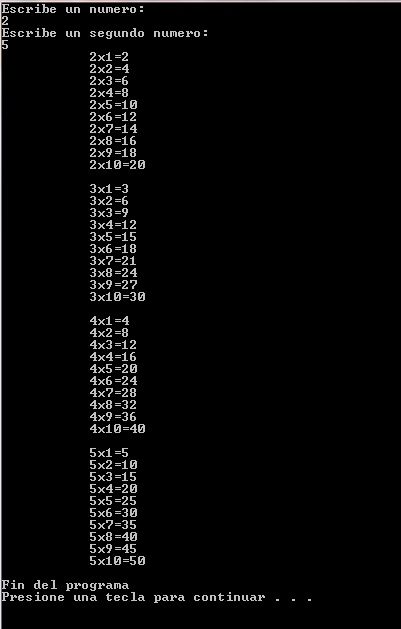 Escribe un numero:
2
Escribe un segundo numero:
5
2x1=2
2x2=4
2x3=6
2x4=8
2x5=10
2x6=12
2x7=14
2x8=16
2x9=18
2x10=20
3x1=3
3x2=6
3x3=9
3x4=12
3x5=15
3x6=18
3x7=21
3x8=24
3x9=27
3x10=30
4x1=4
4x2=8
4x3=12
4x4=16
4x5=20
4x6=24
4x7=28
4x8=32
4x9=36
4x10=40
5x1=5
5x2=10
5x3=15
5x4=20
5x5=25
5x6=30
5x7=35
5x8=40
5x9=45
5x10=50
Fin del programa
Presione una tecla para continuar . . .